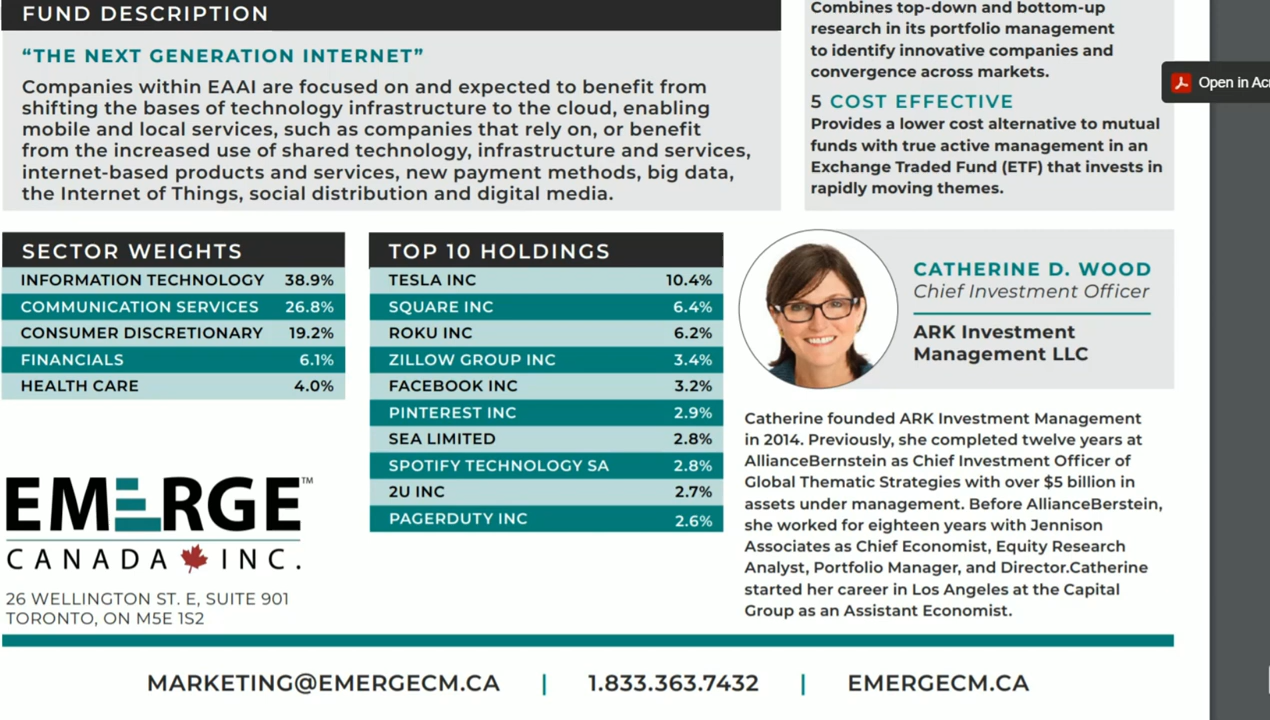 FUND DESCRIPTION
“THE NEXT GENERATION INTERNET”
Companies within EAAI are focused on and expected to benefit from
shifting the bases of technology infrastructure to the cloud, enabling
mobile and local services, such as companies that rely on, or benefit
from the increased use of shared technology, infrastructure and services,
internet-based products and services, new payment methods, big data,
the Internet of Things, social distribution and digital media.
Combines top-down and bottom-up
research in its portfolio management
to identify innovative companies and
convergence across markets.
5 COST EFFECTIVE
Provides a lower cost alternative to mutual
funds with true active management in an
Exchange Traded Fund (ETF) that invests in
rapidly moving themes.
Open in Acr
SECTOR WEIGHTS
INFORMATION TECHNOLOGY 38.9%
COMMUNICATION SERVICES 26.8%
CONSUMER DISCRETIONARY 19.2%
FINANCIALS 6.1%
HEALTH CARE 4.0%
TOP 10 HOLDINGS
TESLA INC 10.4%
SQUARE INC 6.4%
ROKU INC 6.2%
ZILLOW GROUP INC 3.4%
FACEBOOK INC 3.2%
PINTEREST INC 2.9%
SEA LIMITED 2.8%
SPOTIFY TECHNOLOGY SA 2.8%
2U INC 2.7%
PAGERDUTY INC 2.6%
CATHERINE D. WOOD
Chief Investment Officer
ARK Investment
Management LLC
Catherine founded ARK Investment Management
in 2014. Previously, she completed twelve years at
AllianceBernstein as Chief Investment Officer of
Global Thematic Strategies with over $5 billion in
assets under management. Before AllianceBerstein,
she worked for eighteen years with Jennison
Associates as Chief Economist, Equity Research
Analyst, Portfolio Manager, and Director.Catherine
started her career in Los Angeles at the Capital
Group as an Assistant Economist.
EMERGE™
CANADA INC.
26 WELLINGTON ST. E, SUITE 901
TORONTO, ON M5E 1S2
MARKETING@EMERGECM.CA | 1.833.363.7432 | EMERGECM.CA